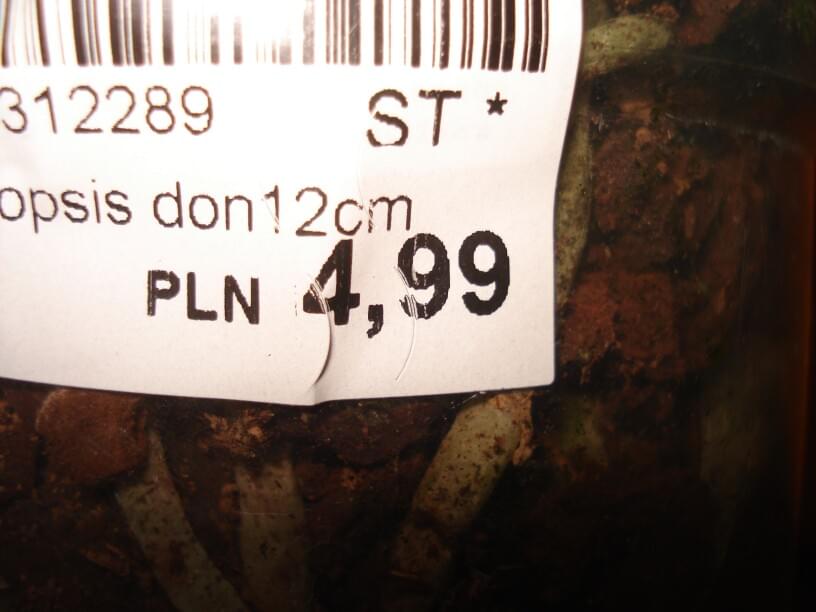 312289 ST *
opsis don12cm
PLN 4,99